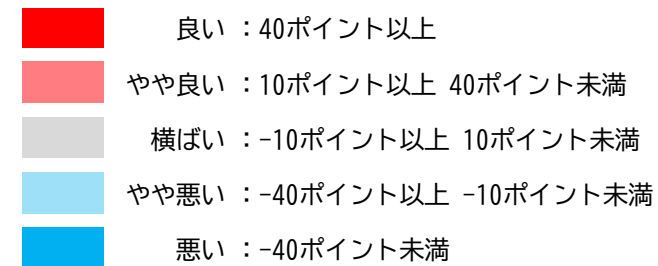 良い ：40ポイント以上
やや良い ：10ポイント以上 40ポイント未満
横ばい ：-10ポイント以上 10ポイント未満
やや悪い ：-40ポイント以上 -10ポイント未満
悪い ：-40ポイント未満